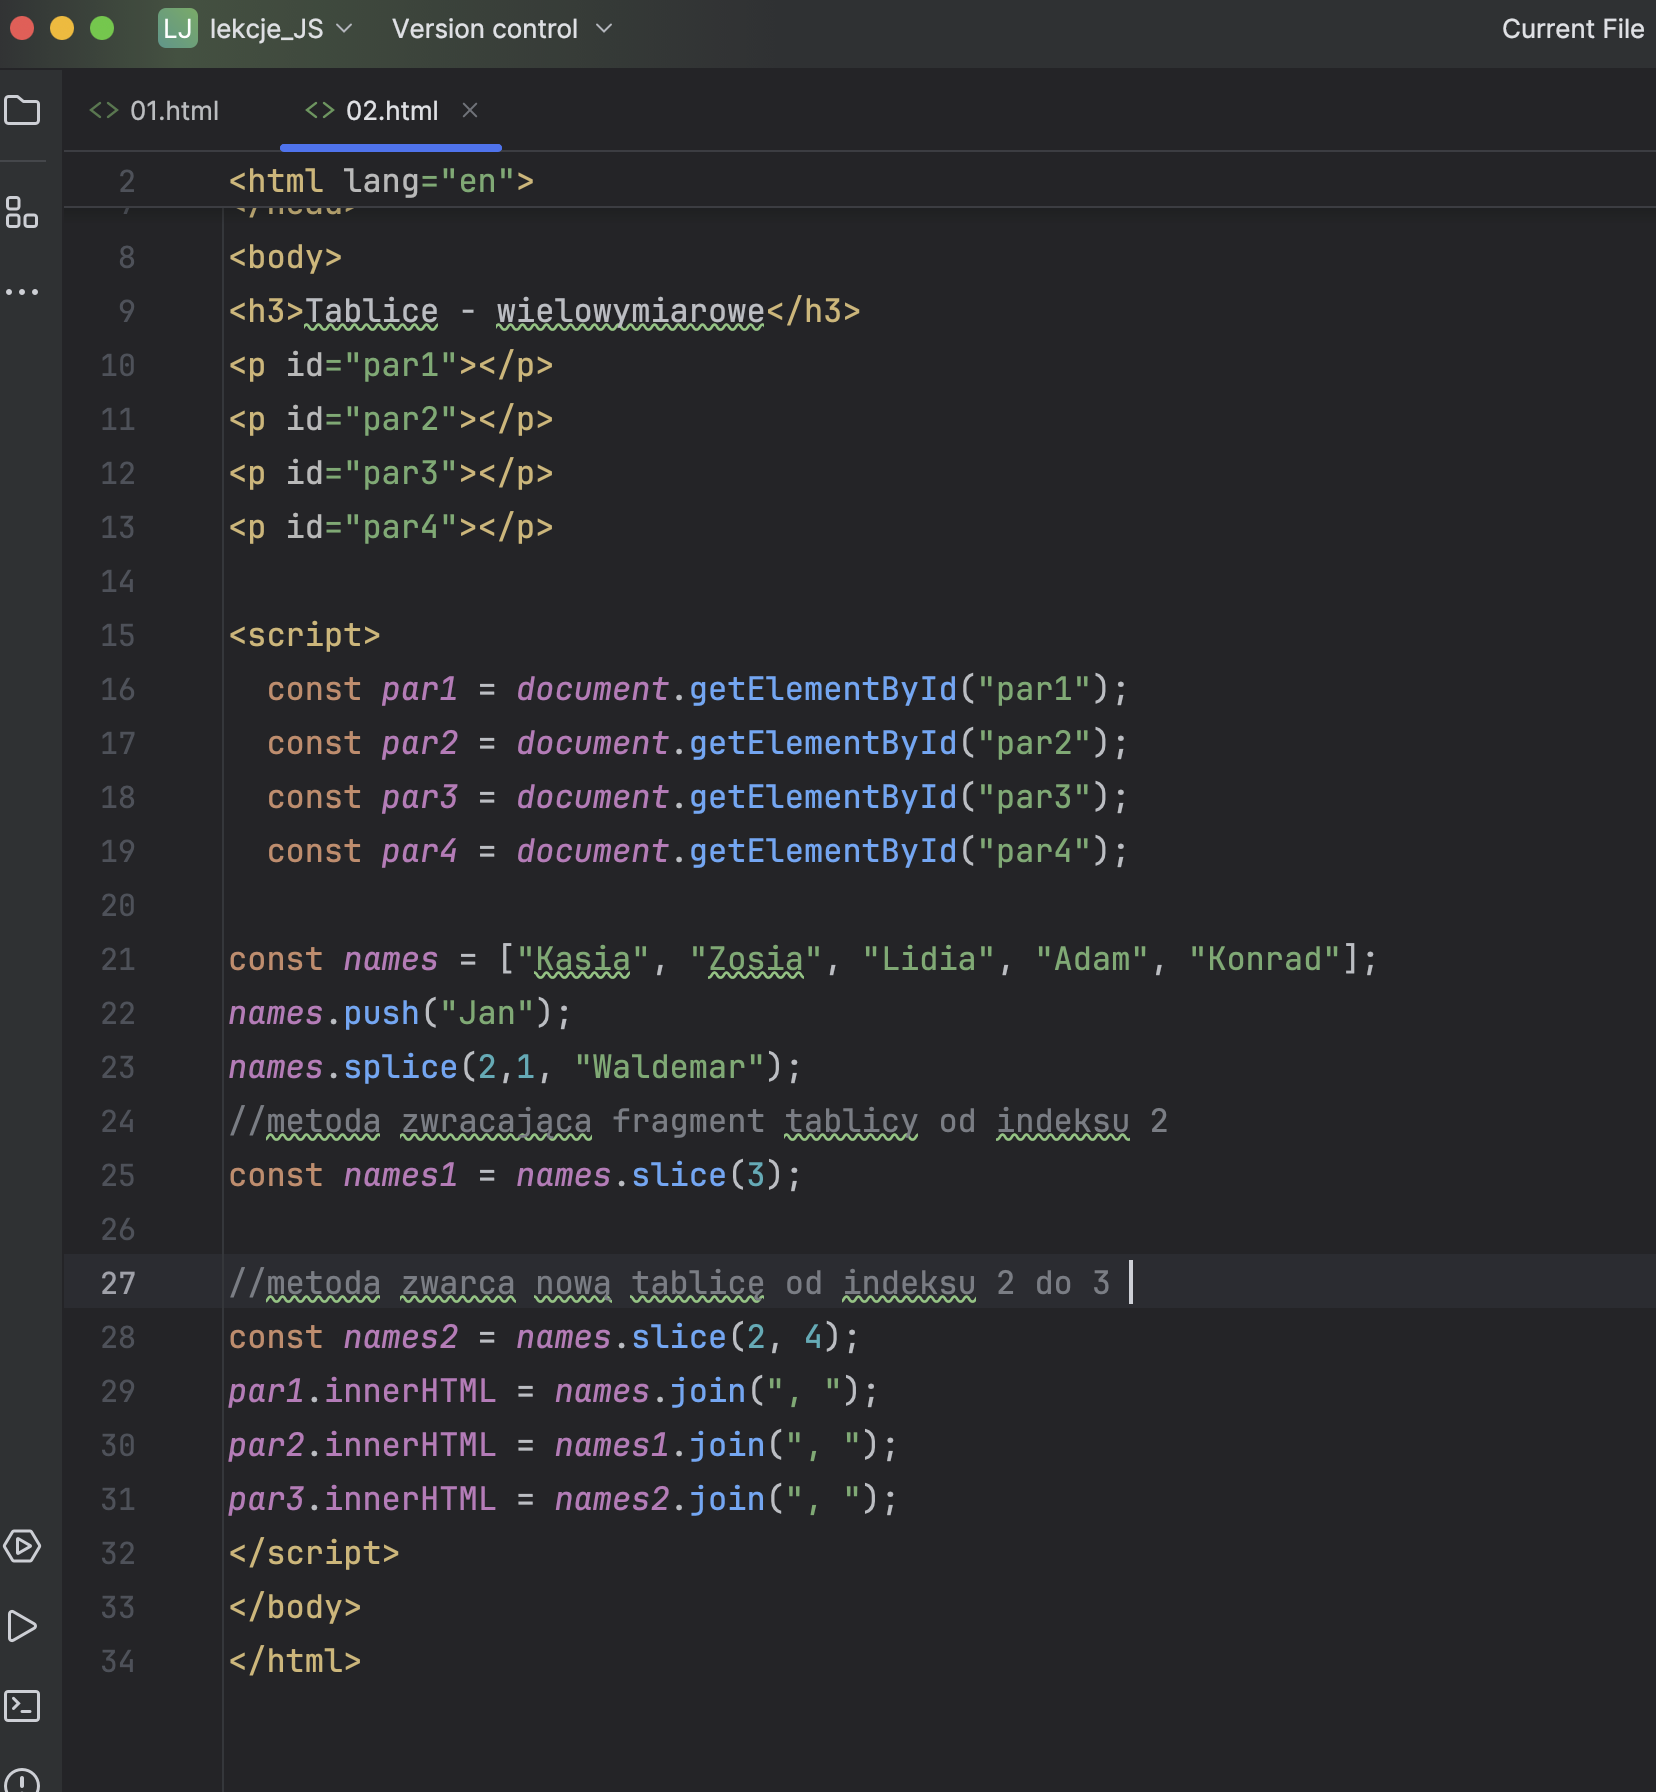 LJ lekcje_JS Version control Current File
01.html 02.html
2 <html lang="en">
7 </head>
8 <body>
9 <h3>Tablice - wielowymiarowe</h3>
10 <p id="par1"></p>
11 <p id="par2"></p>
12 <p id="par3"></p>
13 <p id="par4"></p>
14
15 <script>
16 const par1 = document.getElementById("par1");
17 const par2 = document.getElementById("par2");
18 const par3 = document.getElementById("par3");
19 const par4 = document.getElementById("par4");
20
21 const names = ["Kasia", "Zosia", "Lidia", "Adam", "Konrad"];
22 names.push("Jan");
23 names.splice(2,1, "Waldemar");
24 //metoda zwracająca fragment tablicy od indeksu 2
25 const names1 = names.slice(3);
26
27 //metoda zwarca nową tablicę od indeksu 2 do 3
28 const names2 = names.slice(2, 4);
29 par1.innerHTML = names.join(", ");
30 par2.innerHTML = names1.join(", ");
31 par3.innerHTML = names2.join(", ");
32 </script>
33 </body>
34 </html>